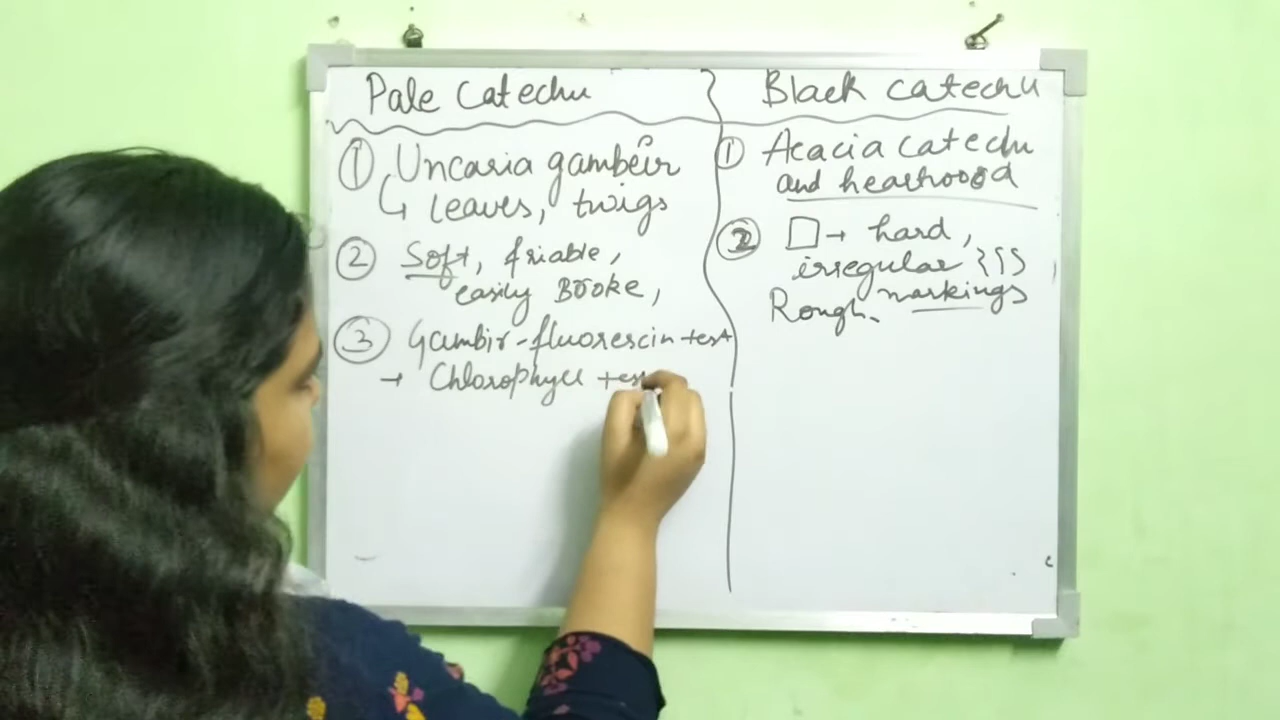 Pale Catechu
① Uncaria gambeir
↳ leaves, twigs
② Soft, friable,
easily Brooke,
③ Gambir-fluorescin test
→ Chlorophyll test
Black catechu
① Acacia catechu
and heartwood
② □→ hard,
irregular
Rough markings